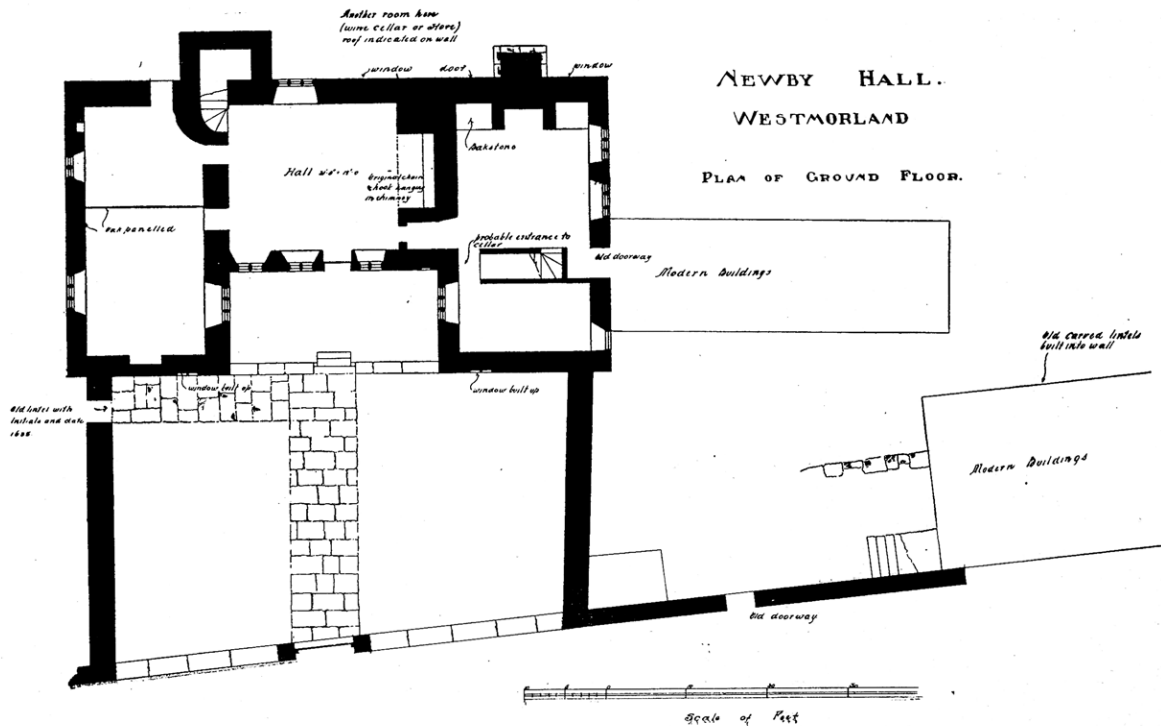 Another room here
(wine cellar or store)
roof indicated on wall
window
door
window
NEWBY HALL.
WESTMORLAND
PLAN OF GROUND FLOOR.
Bakstone
Hall
Original chain
& hook hanging
in chimney
Oak panelled
probable entrance to
cellar
Old doorway
Modern Buildings
Old carved lintels
built into wall
window built up
window built up
Old lintel with
initials and date
Modern Buildings
Old doorway
Scale of Feet